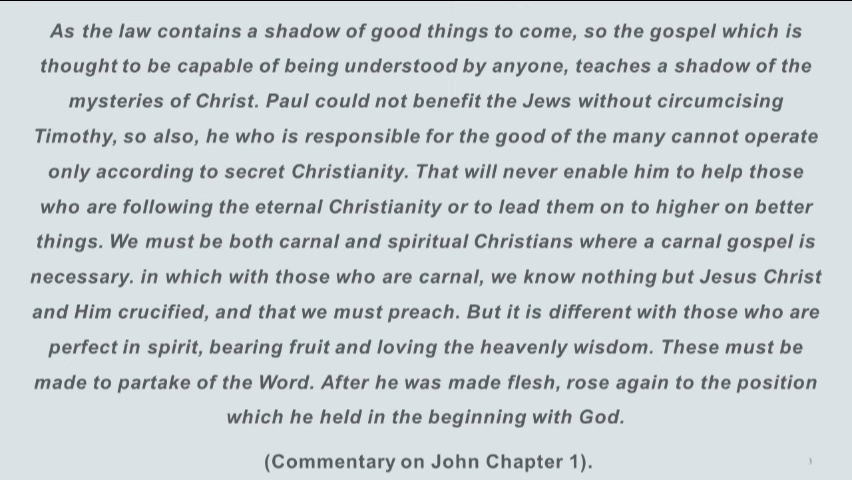 As the law contains a shadow of good things to come, so the gospel which is
thought to be capable of being understood by anyone, teaches a shadow of the
mysteries of Christ. Paul could not benefit the Jews without circumcising
Timothy, so also, he who is responsible for the good of the many cannot operate
only according to secret Christianity. That will never enable him to help those
who are following the eternal Christianity or to lead them on to higher on better
things. We must be both carnal and spiritual Christians where a carnal gospel is
necessary. in which with those who are carnal, we know nothing but Jesus Christ
and Him crucified, and that we must preach. But it is different with those who are
perfect in spirit, bearing fruit and loving the heavenly wisdom. These must be
made to partake of the Word. After he was made flesh, rose again to the position
which he held in the beginning with God.
(Commentary on John Chapter 1).